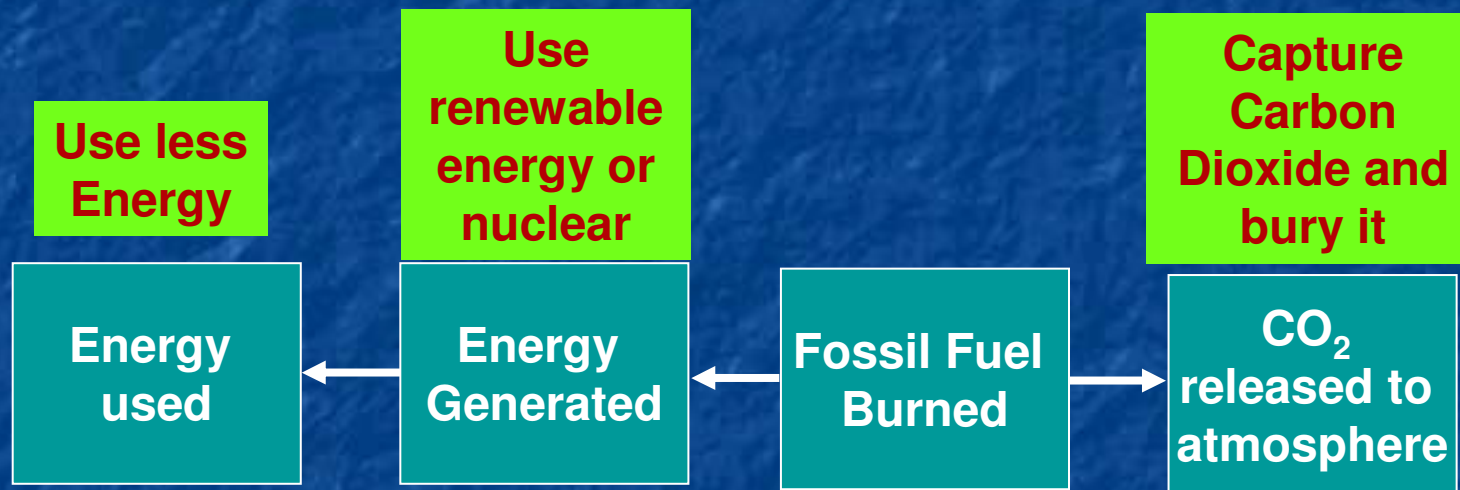 Use less
Energy
Use
renewable
energy or
nuclear
Capture
Carbon
Dioxide and
bury it
Energy
used
Energy
Generated
Fossil Fuel
Burned
CO₂
released to
atmosphere